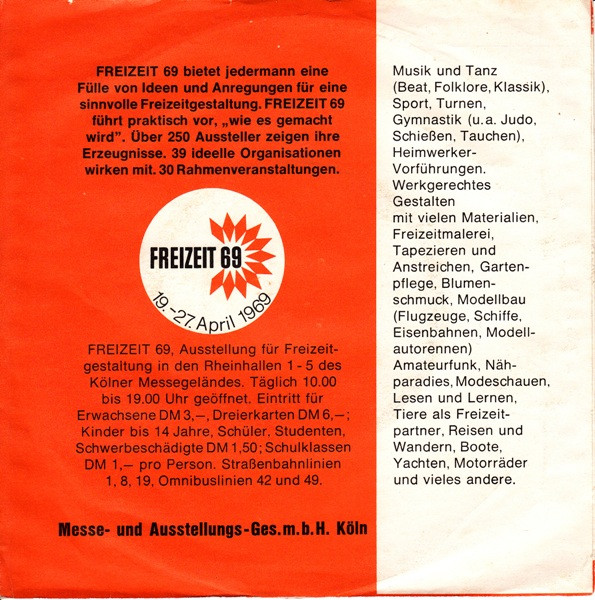 FREIZEIT 69 bietet jedermann eine
Fülle von Ideen und Anregungen für eine
sinnvolle Freizeitgestaltung. FREIZEIT 69
führt praktisch vor, „wie es gemacht
wird”. Über 250 Aussteller zeigen ihre
Erzeugnisse. 39 ideelle Organisationen
wirken mit. 30 Rahmenveranstaltungen.
FREIZEIT 69
19.-27. April 1969
FREIZEIT 69, Ausstellung für Freizeit-
gestaltung in den Rheinhallen 1 - 5 des
Kölner Messegeländes. Täglich 10.00
bis 19.00 Uhr geöffnet. Eintritt für
Erwachsene DM 3,–, Dreierkarten DM 6,–;
Kinder bis 14 Jahre, Schüler, Studenten,
Schwerbeschädigte DM 1,50; Schulklassen
DM 1,– pro Person. Straßenbahnlinien
1, 8, 19, Omnibuslinien 42 und 49.
Messe- und Ausstellungs-Ges.m.b.H. Köln
Musik und Tanz
(Beat, Folklore, Klassik),
Sport, Turnen,
Gymnastik (u.a. Judo,
Schießen, Tauchen),
Heimwerker-
Vorführungen.
Werkgerechtes
Gestalten
mit vielen Materialien,
Freizeitmalerei,
Tapezieren und
Anstreichen, Garten-
pflege, Blumen-
schmuck, Modellbau
(Flugzeuge, Schiffe,
Eisenbahnen, Modell-
autorennen)
Amateurfunk, Näh-
paradies, Modeschauen,
Lesen und Lernen,
Tiere als Freizeit-
partner, Reisen und
Wandern, Boote,
Yachten, Motorräder
und vieles andere.